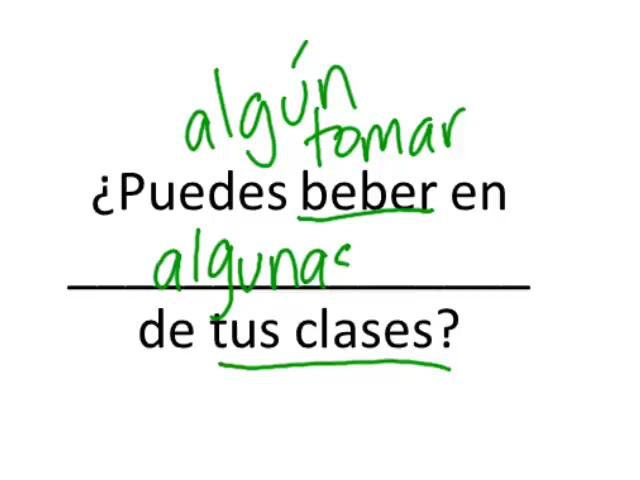 algún
tomar
¿Puedes beber en
algunas
de tus clases?